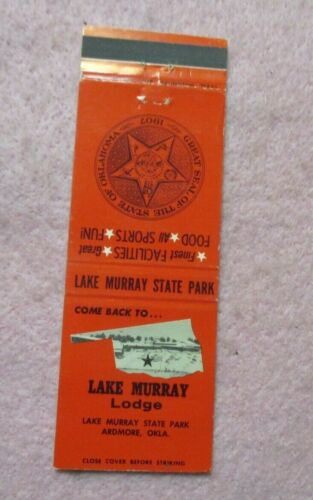 GREAT SEAL OF THE STATE OF OKLAHOMA
1907
★Finest FACILITIES★Great
FOOD★All SPORTS
★FUN!
LAKE MURRAY STATE PARK
COME BACK TO...
LAKE MURRAY
Lodge
LAKE MURRAY STATE PARK
ARDMORE, OKLA.
CLOSE COVER BEFORE STRIKING